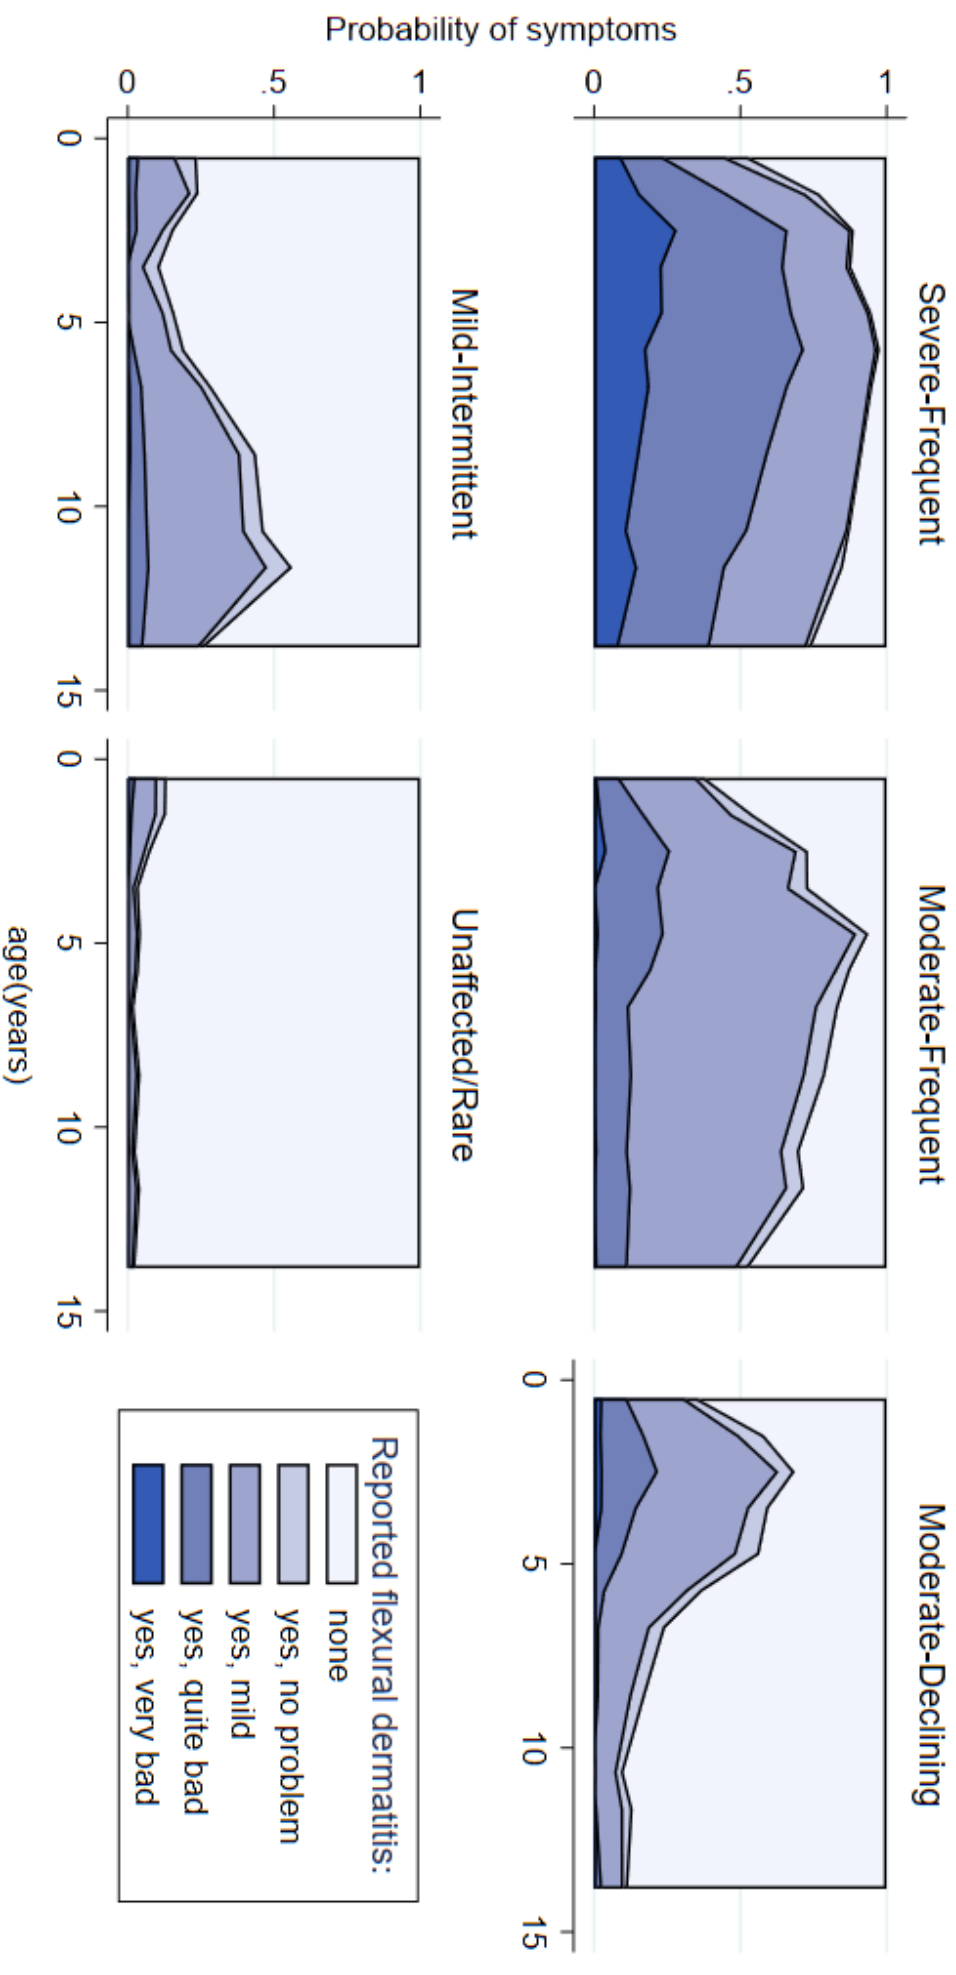 Severe-Frequent
Moderate-Frequent
Moderate-Declining
Probability of symptoms
1
.5
0
0
5
10
15
Mild-Intermittent
Unaffected/Rare
1
.5
0
0
5
10
15
0
5
10
15
age(years)
Reported flexural dermatitis:
none
yes, no problem
yes, mild
yes, quite bad
yes, very bad